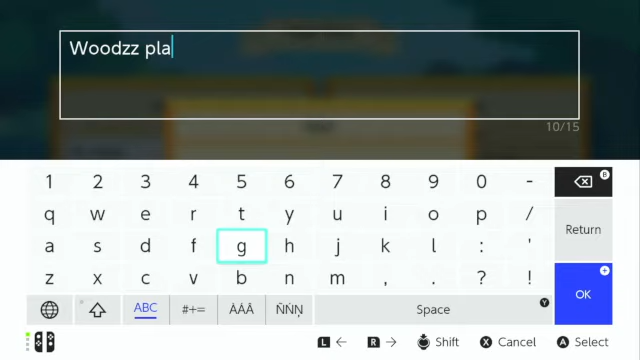 Woodzz pla
10/15
1 2 3 4 5 6 7 8 9 0 -
q w e r t y u i o p /
Return
a s d f g h j k l : '
z x c v b n m , . ? !
OK
ABC #+= ÀÁÂ ÑŃŅ Space Y
L ← R → Shift X Cancel A Select